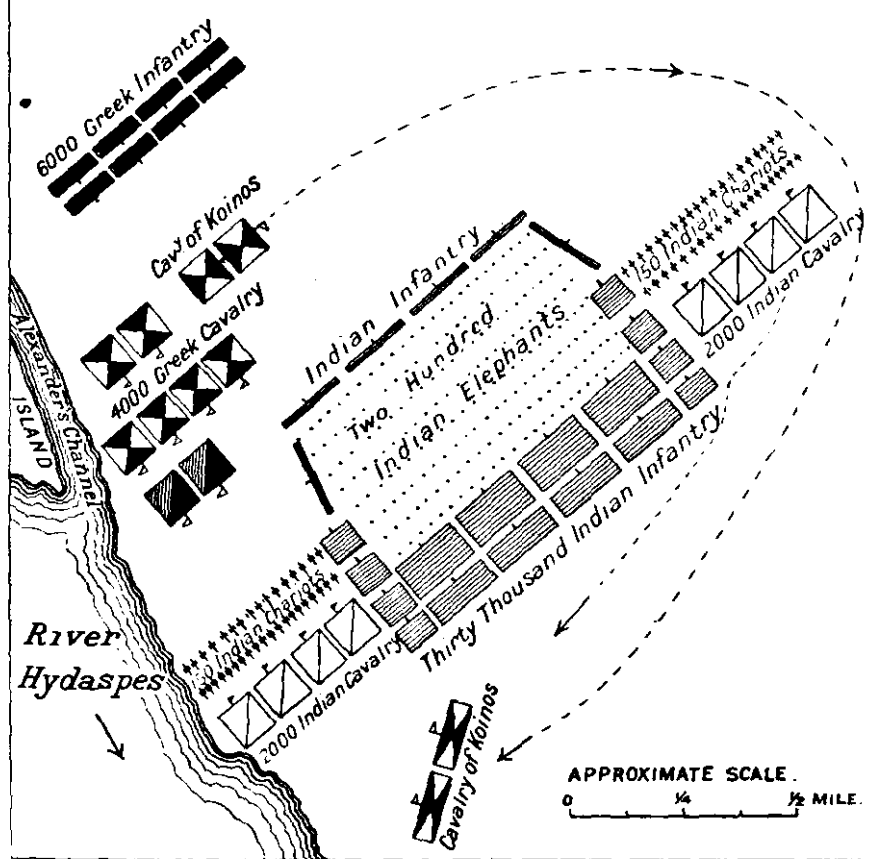 6000 Greek Infantry
Cavy of Koinos
4000 Greek Cavalry
Alexander's Channel
ISLAND
Indian Infantry
Two Hundred
Indian Elephants
150 Indian Chariots
2000 Indian Cavalry
Thirty Thousand Indian Infantry
150 Indian Chariots
2000 Indian Cavalry
River
Hydaspes
Cavalry of Koinos
APPROXIMATE SCALE.
0 1/4 1/2 MILE.